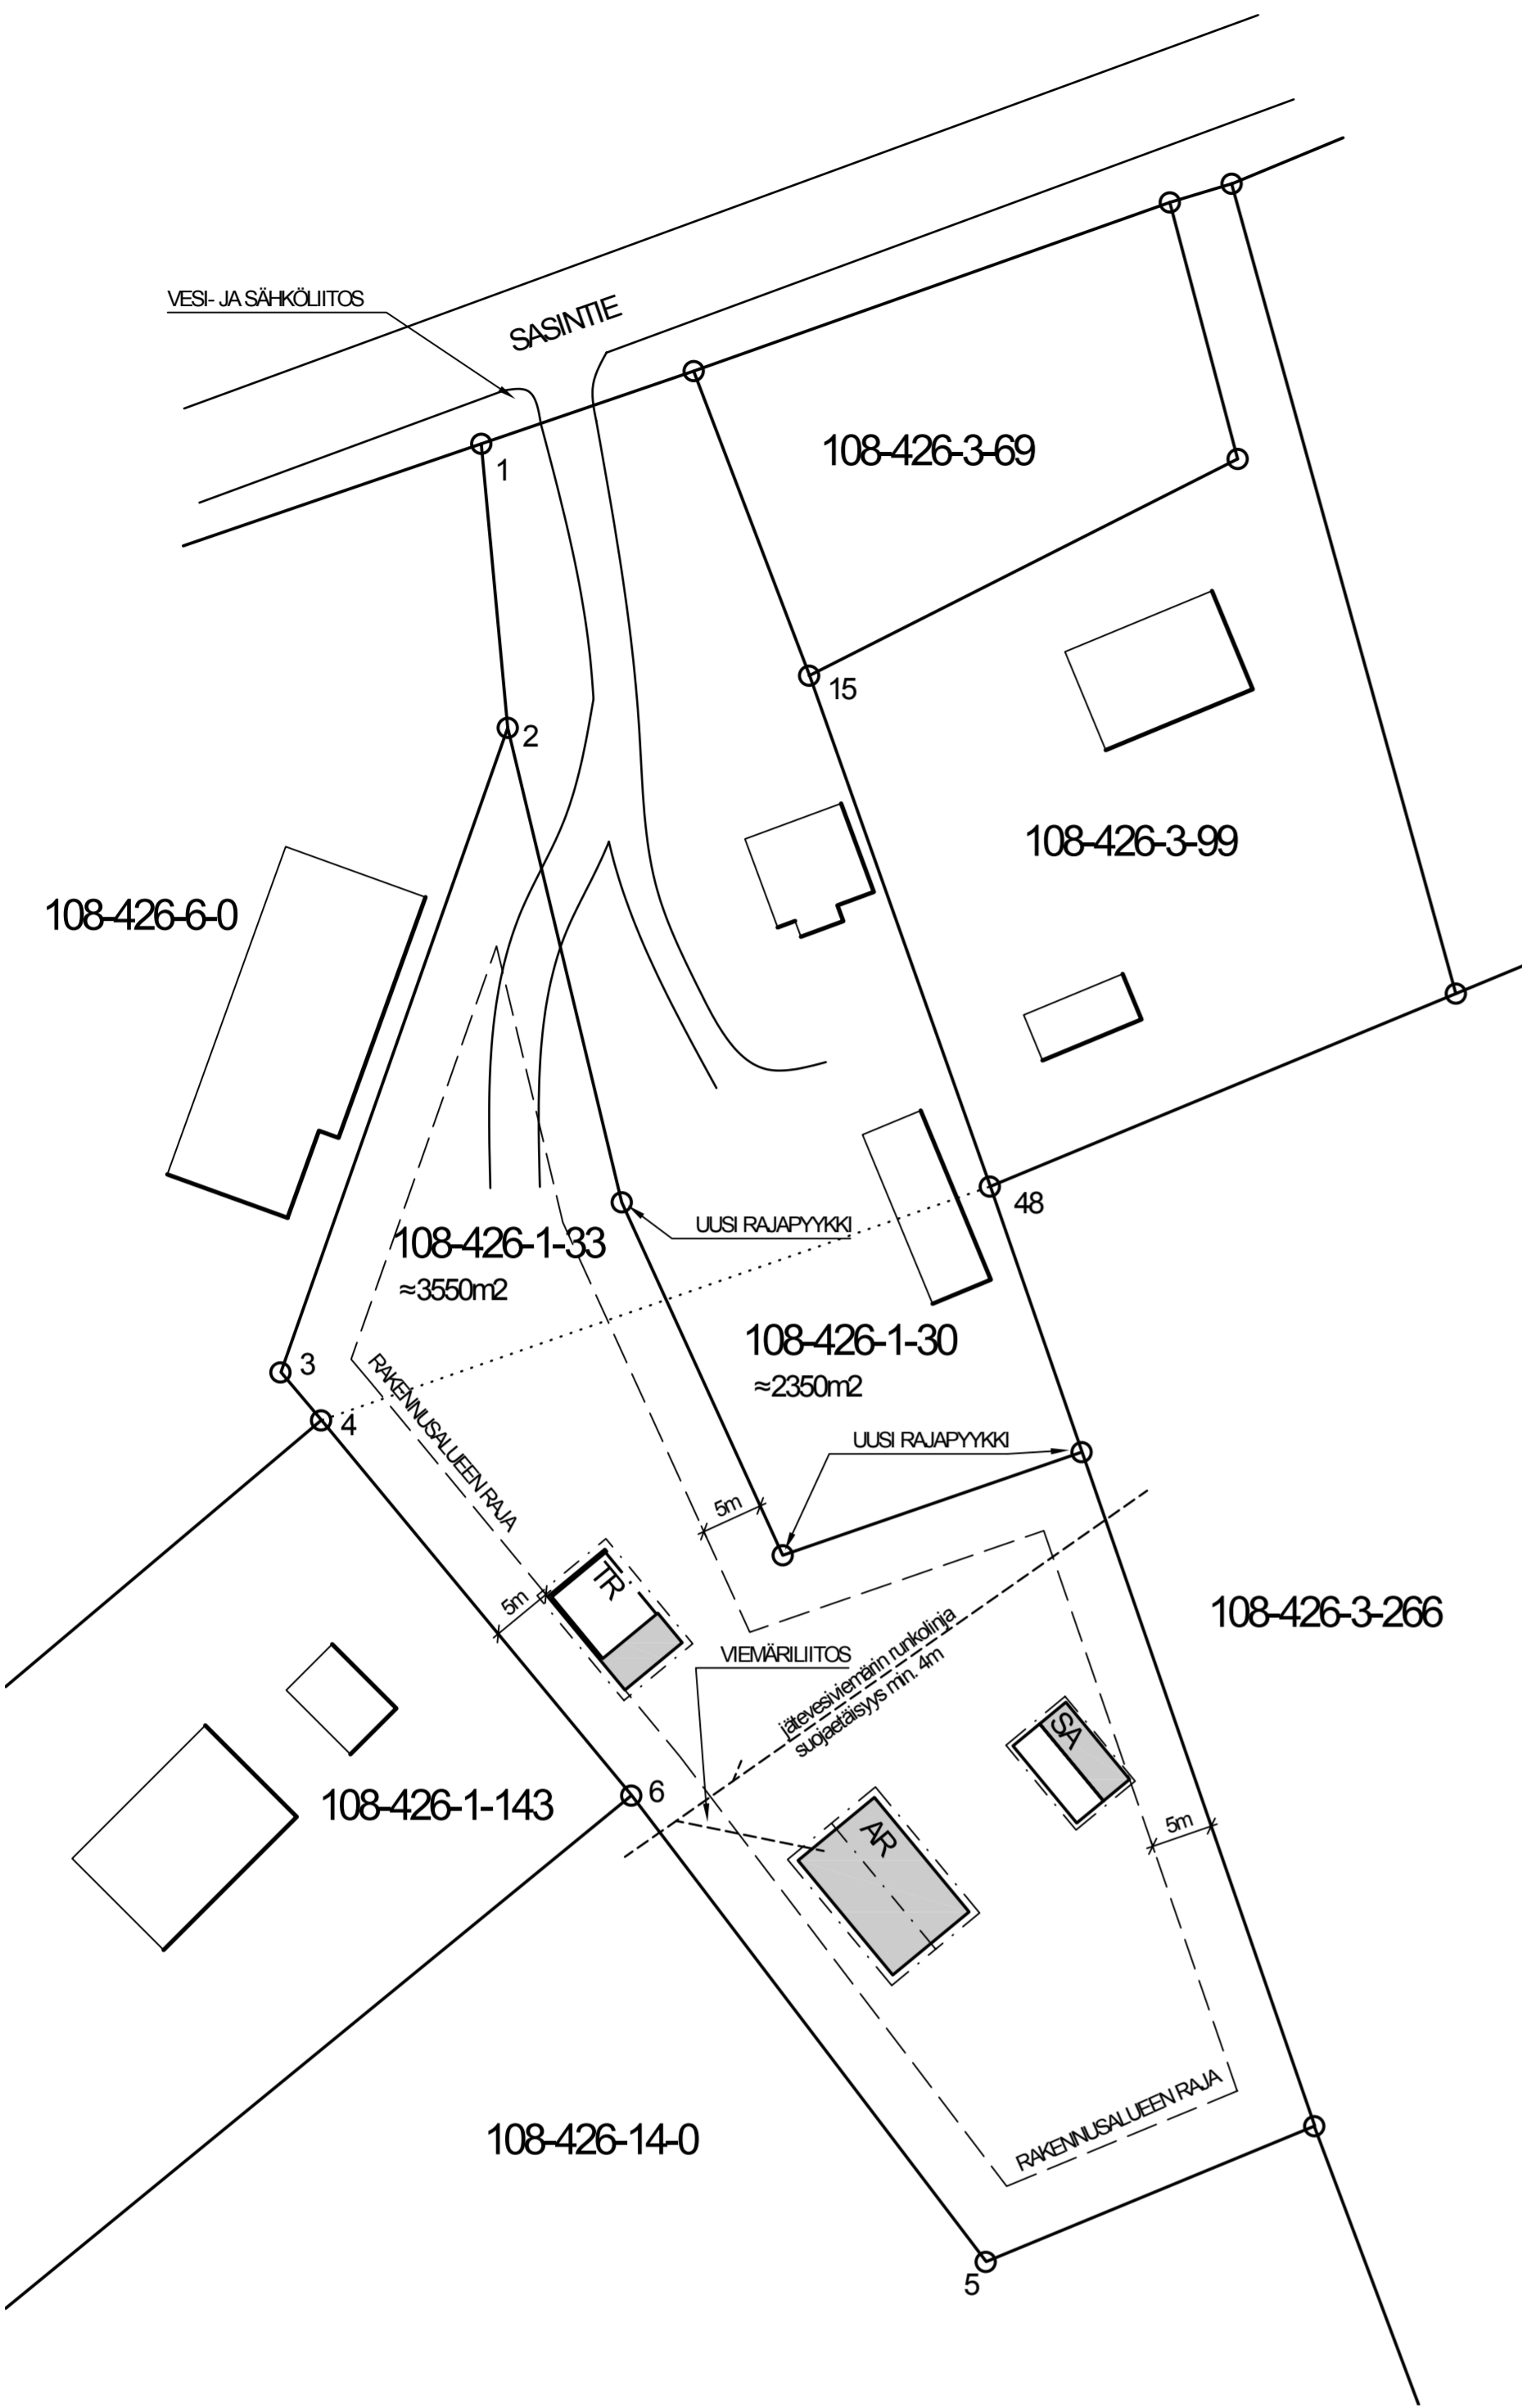 VESI- JA SÄHKÖLIITOS
SASINTIE
108-426-3-69
1
15
2
108-426-3-99
108-426-6-0
48
UUSI RAJAPYYKKI
108-426-1-33
≈3550m2
108-426-1-30
≈2350m2
3
RAKENNUSALUEEN RAJA
4
UUSI RAJAPYYKKI
5m
TR
5m
108-426-3-266
VIEMÄRILIITOS
jätevesiviemärin runkolinja
suojaetäisyys min. 4m
SA
6
108-426-1-143
AR
5m
RAKENNUSALUEEN RAJA
108-426-14-0
5